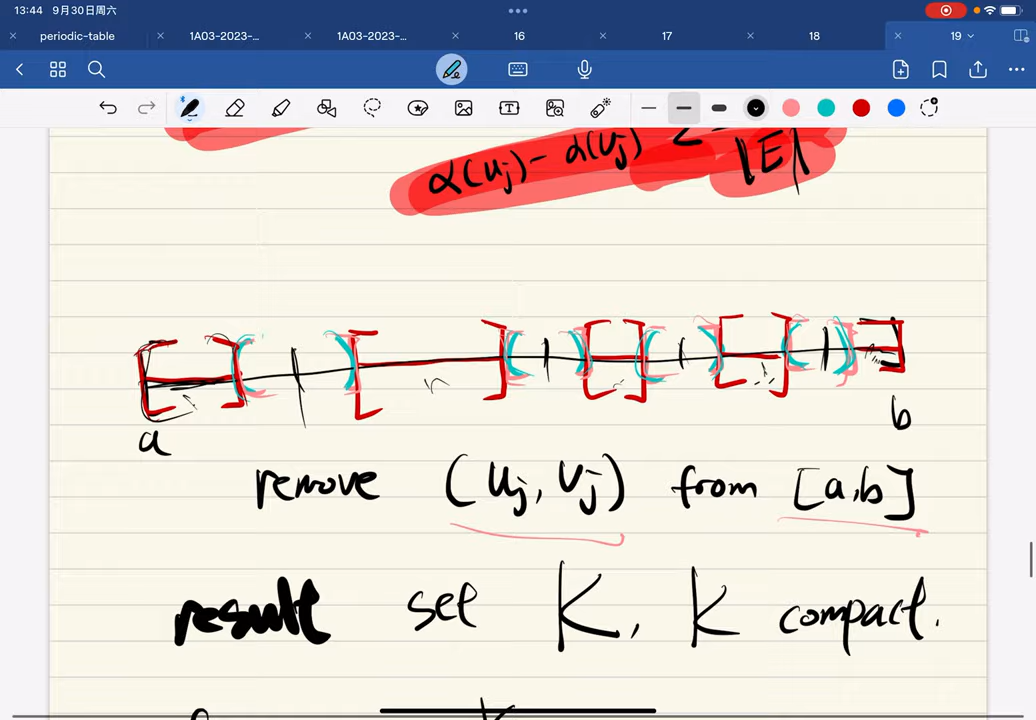 13:44 9月30日周六
periodic-table 1A03-2023-... 1A03-2023-... 16 17 18 19
α(uj) - α(vj) <
|E|
a
b
remove (uj, vj) from [a,b]
result set K, K compact.